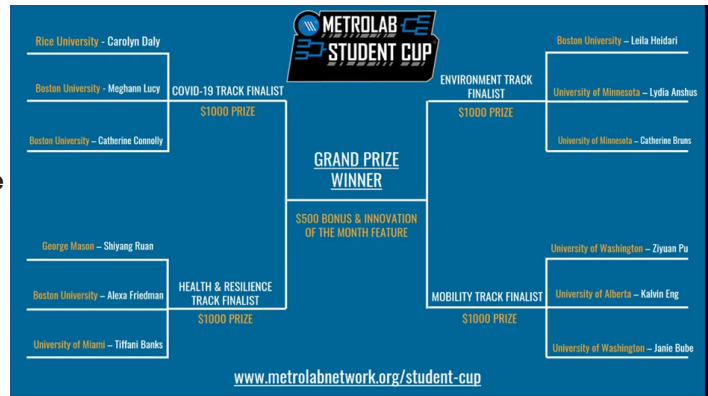 METROLAB
STUDENT CUP
Rice University - Carolyn Daly
Boston University - Meghann Lucy
Boston University – Catherine Connolly
COVID-19 TRACK FINALIST
$1000 PRIZE
George Mason – Shiyang Ruan
Boston University – Alexa Friedman
University of Miami – Tiffani Banks
HEALTH & RESILIENCE
TRACK FINALIST
$1000 PRIZE
GRAND PRIZE
WINNER
$500 BONUS & INNOVATION
OF THE MONTH FEATURE
ENVIRONMENT TRACK
FINALIST
$1000 PRIZE
Boston University – Leila Heidari
University of Minnesota – Lydia Anshus
University of Minnesota – Catherine Bruns
MOBILITY TRACK FINALIST
$1000 PRIZE
University of Washington – Ziyuan Pu
University of Alberta – Kalvin Eng
University of Washington – Janie Bube
www.metrolabnetwork.org/student-cup
e